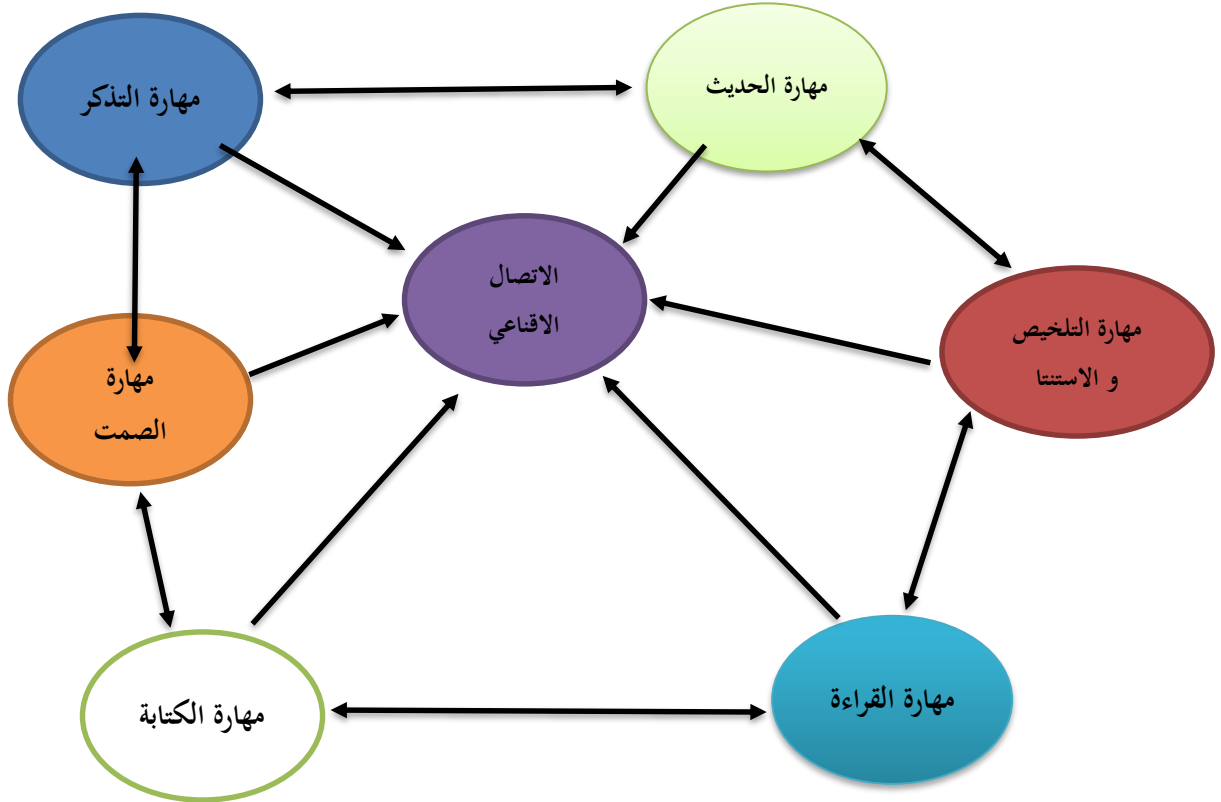 مهارة الحديث
مهارة التذكر
الاتصال
الاقناعي
مهارة التلخيص
و الاستنتا
مهارة
الصمت
مهارة القراءة
مهارة الكتابة